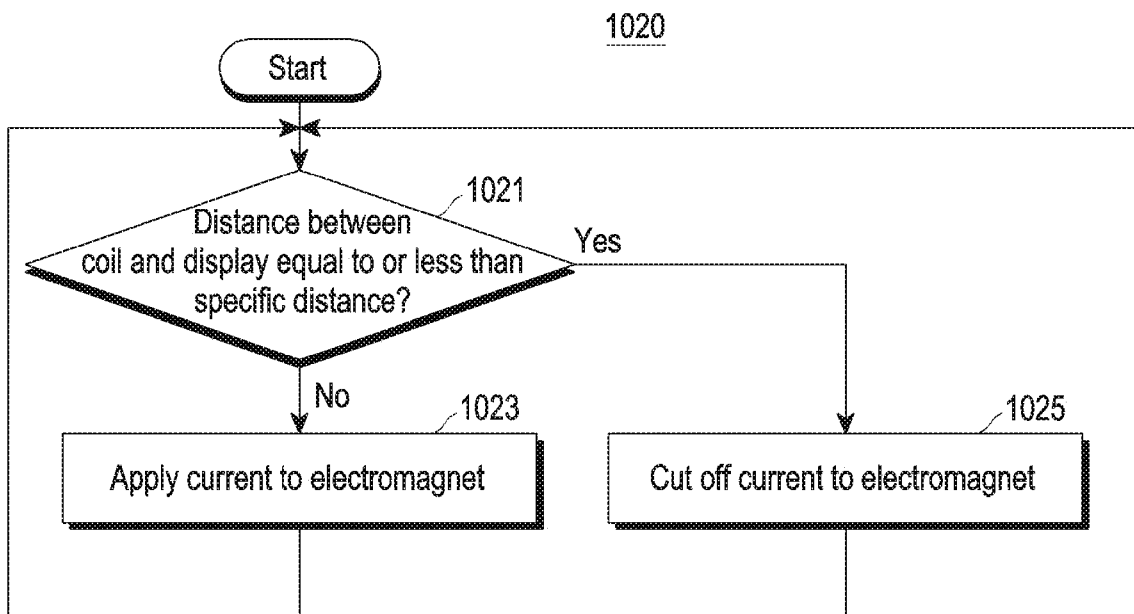 1020
Start
1021
Distance between
coil and display equal to or less than
specific distance?
Yes
No
1023
Apply current to electromagnet
1025
Cut off current to electromagnet